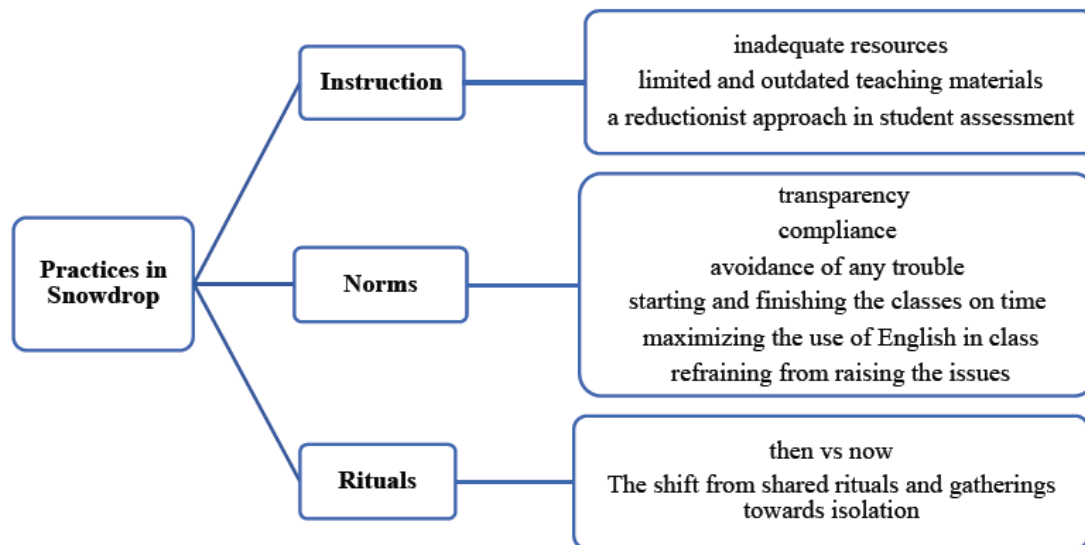 Practices in
Snowdrop
Instruction
inadequate resources
limited and outdated teaching materials
a reductionist approach in student assessment
Norms
transparency
compliance
avoidance of any trouble
starting and finishing the classes on time
maximizing the use of English in class
refraining from raising the issues
Rituals
then vs now
The shift from shared rituals and gatherings
towards isolation